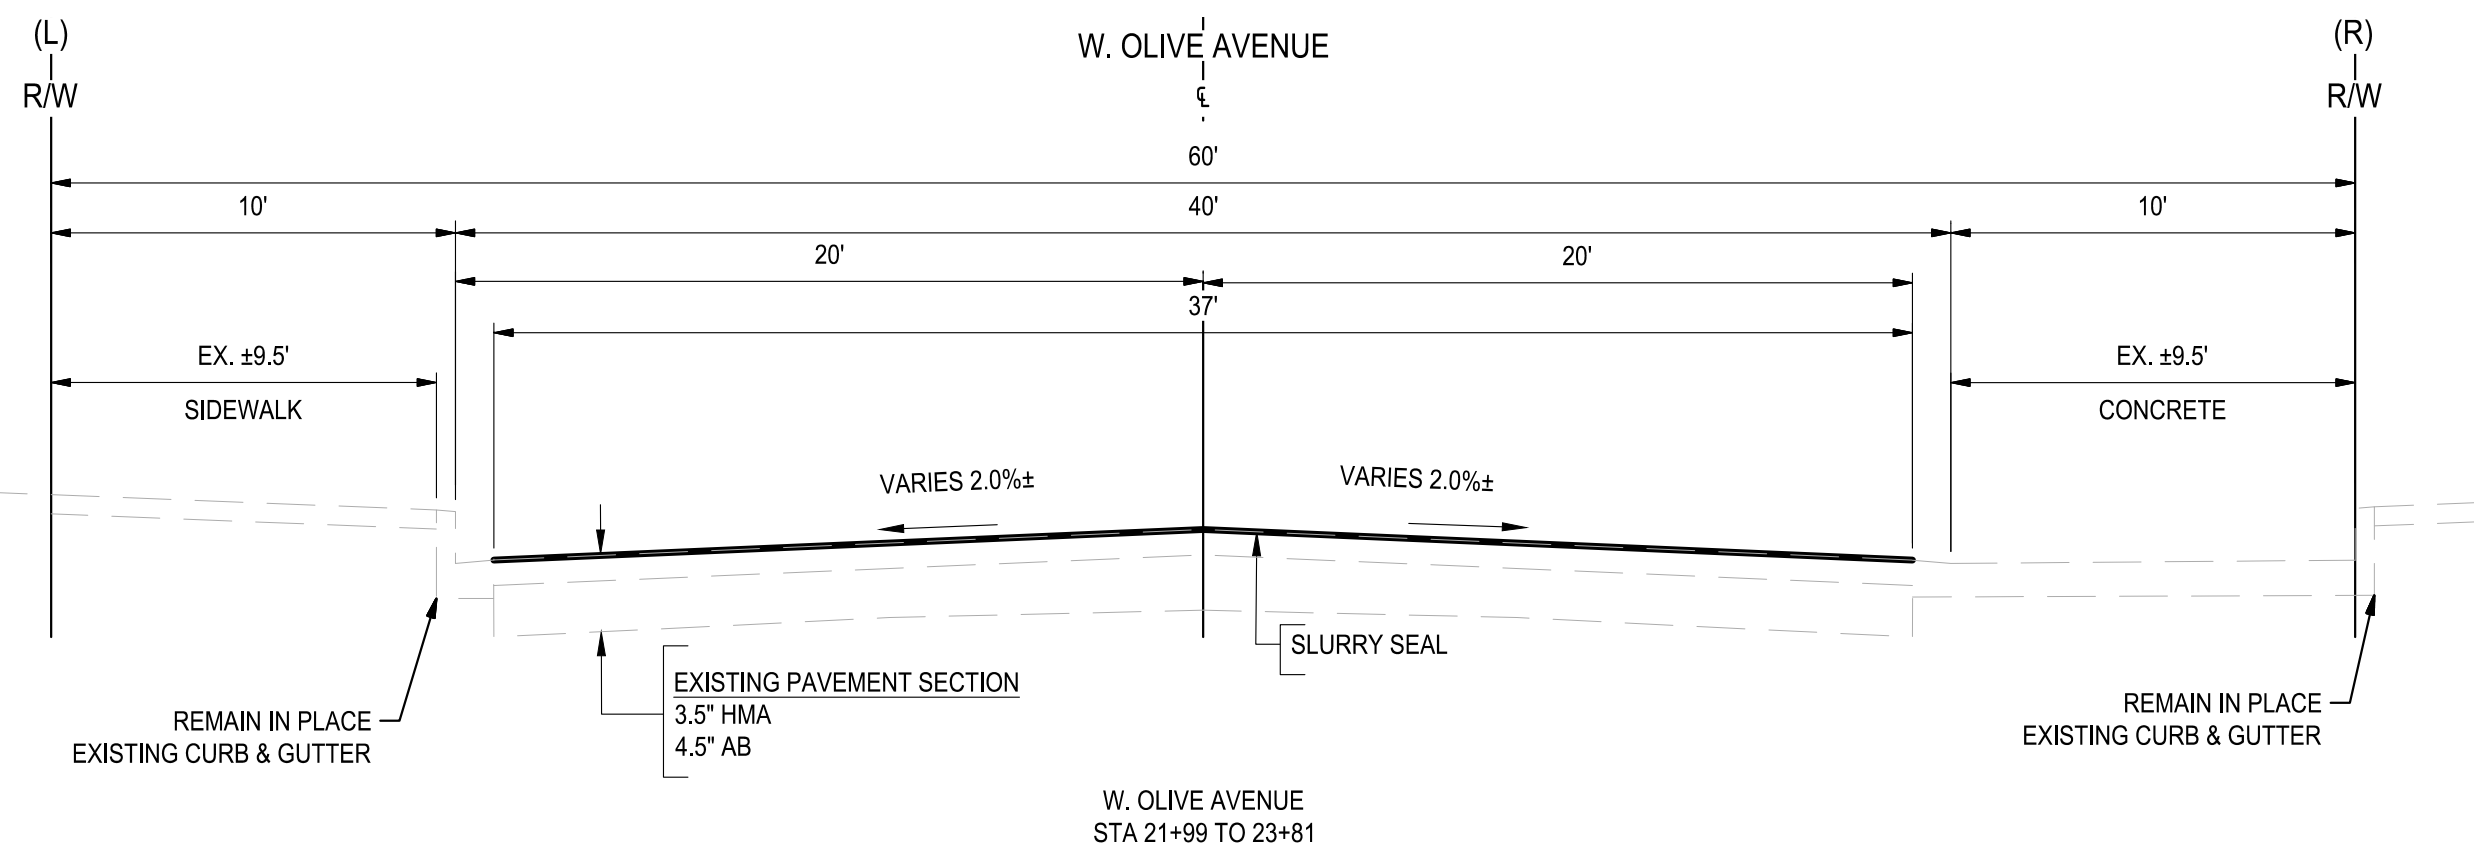 (L)
R/W
W. OLIVE AVENUE
℄
(R)
R/W
60'
10'
40'
10'
20'
20'
37'
EX. ±9.5'
SIDEWALK
EX. ±9.5'
CONCRETE
VARIES 2.0%±
VARIES 2.0%±
SLURRY SEAL
EXISTING PAVEMENT SECTION
3.5" HMA
4.5" AB
REMAIN IN PLACE
EXISTING CURB & GUTTER
REMAIN IN PLACE
EXISTING CURB & GUTTER
W. OLIVE AVENUE
STA 21+99 TO 23+81